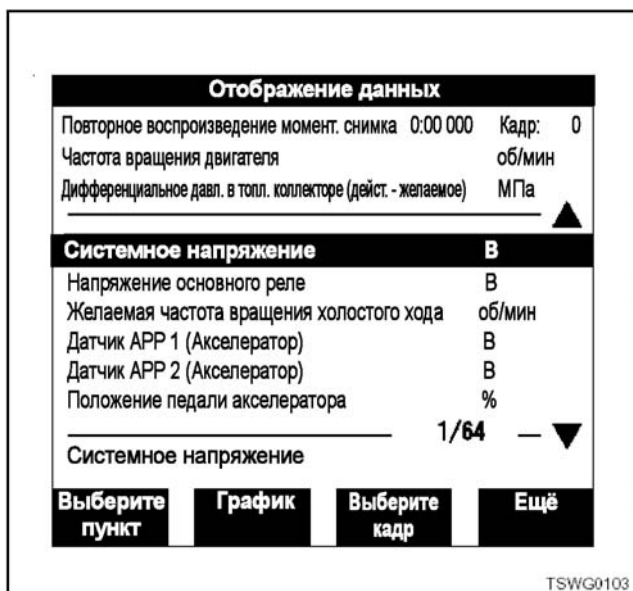 Отображение данных
Повторное воспроизведение момент. снимка 0:00 000 Кадр: 0
Частота вращения двигателя об/мин
Дифференциальное давл. в топл. коллекторе (дейст. - желаемое) МПа
Системное напряжение В
Напряжение основного реле В
Желаемая частота вращения холостого хода об/мин
Датчик APP 1 (Акселератор) В
Датчик APP 2 (Акселератор) В
Положение педали акселератора %
1/64
Системное напряжение
Выберите пункт График Выберите кадр Ещё
TSWG0103